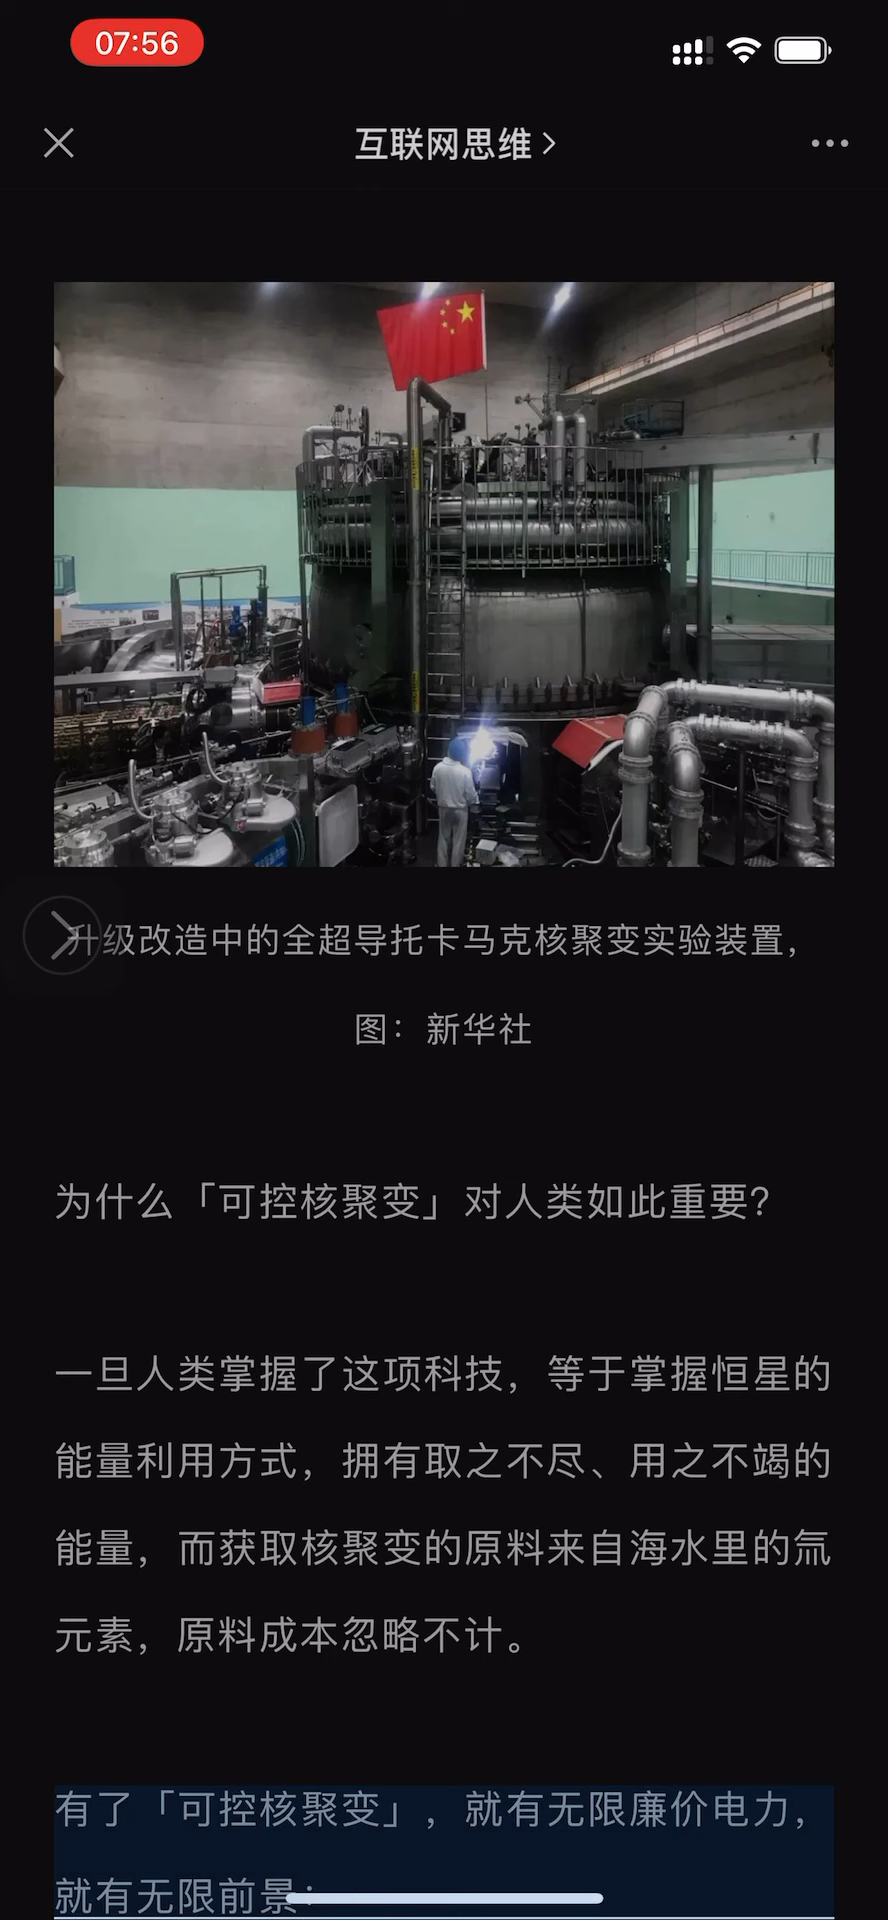 07:56
互联网思维
升级改造中的全超导托卡马克核聚变实验装置，
图：新华社
为什么「可控核聚变」对人类如此重要？
一旦人类掌握了这项科技，等于掌握恒星的
能量利用方式，拥有取之不尽、用之不竭的
能量，而获取核聚变的原料来自海水里的氚
元素，原料成本忽略不计。
有了「可控核聚变」，就有无限廉价电力，
就有无限前景：